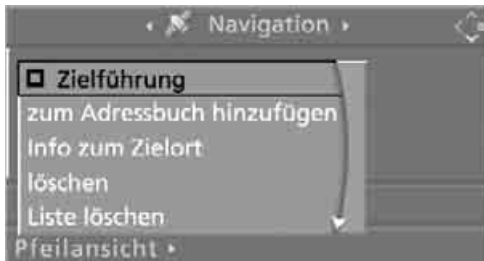 Navigation
Zielführung
zum Adressbuch hinzufügen
Info zum Zielort
löschen
Liste löschen
Pfeilansicht